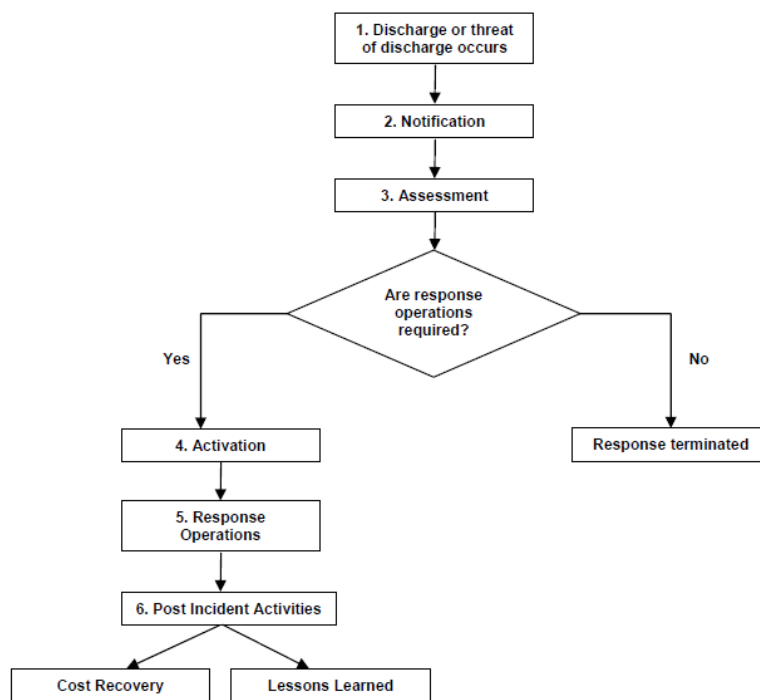 1. Discharge or threat
of discharge occurs
2. Notification
3. Assessment
Are response
operations
required?
Yes
No
4. Activation
Response terminated
5. Response
Operations
6. Post Incident Activities
Cost Recovery
Lessons Learned